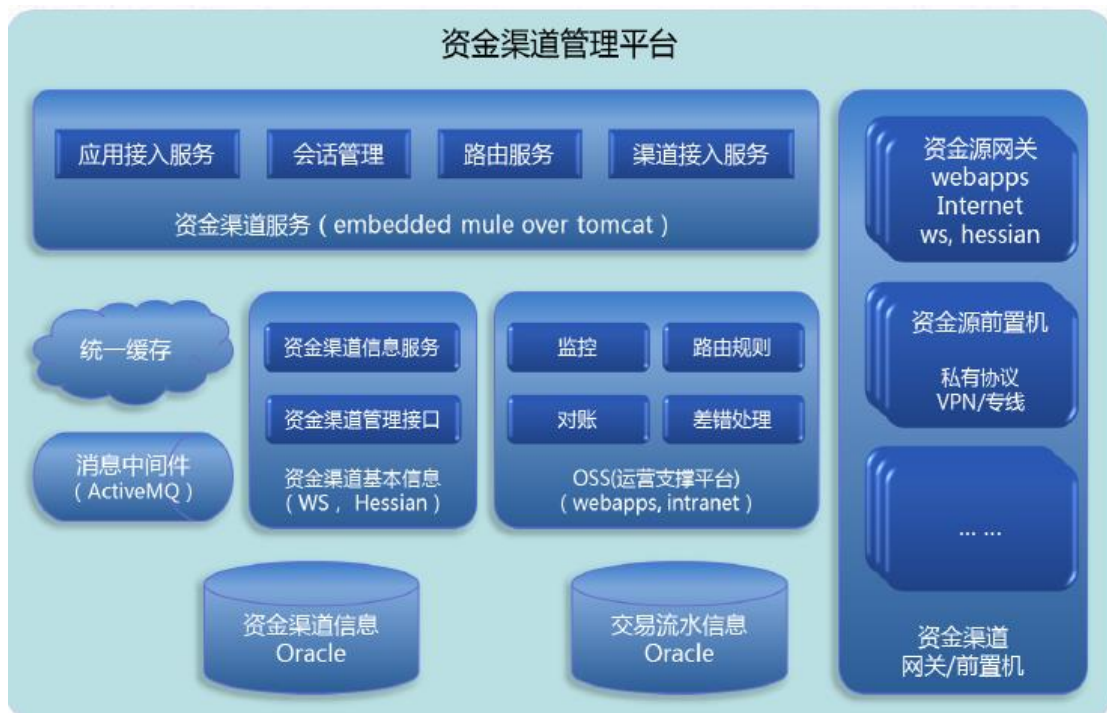 资金渠道管理平台
应用接入服务
会话管理
路由服务
渠道接入服务
资金渠道服务（embedded mule over tomcat）
统一缓存
消息中间件
（ActiveMQ）
资金渠道信息服务
资金渠道管理接口
资金渠道基本信息
（WS， Hessian）
监控
路由规则
对账
差错处理
OSS(运营支撑平台)
（webapps, intranet）
资金渠道信息
Oracle
交易流水信息
Oracle
资金源网关
webapps
Internet
ws, hessian
资金源前置机
私有协议
VPN/专线
... ...
资金渠道
网关/前置机